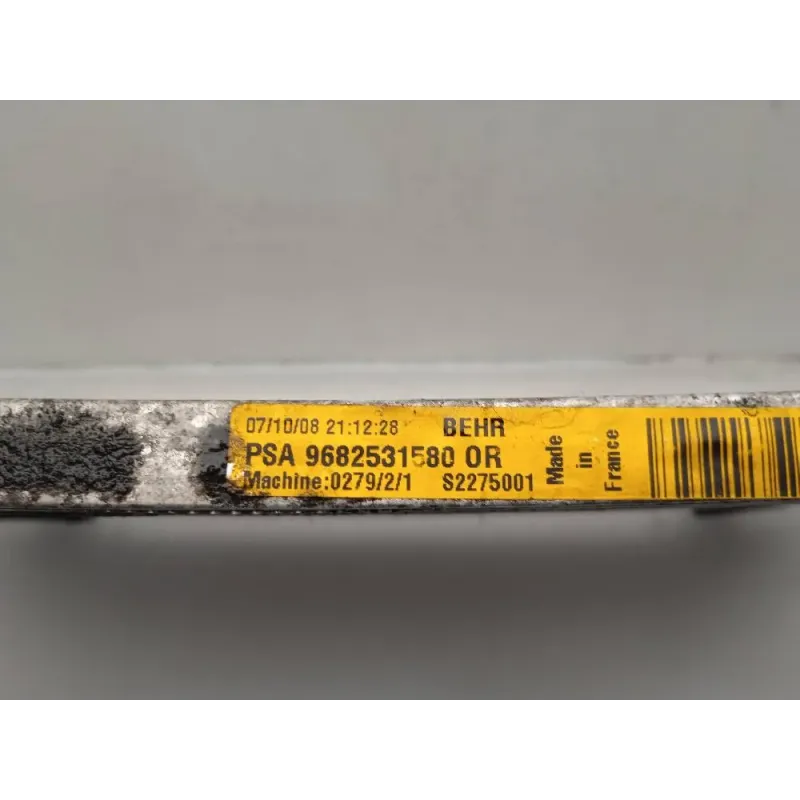 07/10/08 21:12:28 BEHR
PSA 9682531580 OR
Machine:0279/2/1 S2275001
Made
in
France